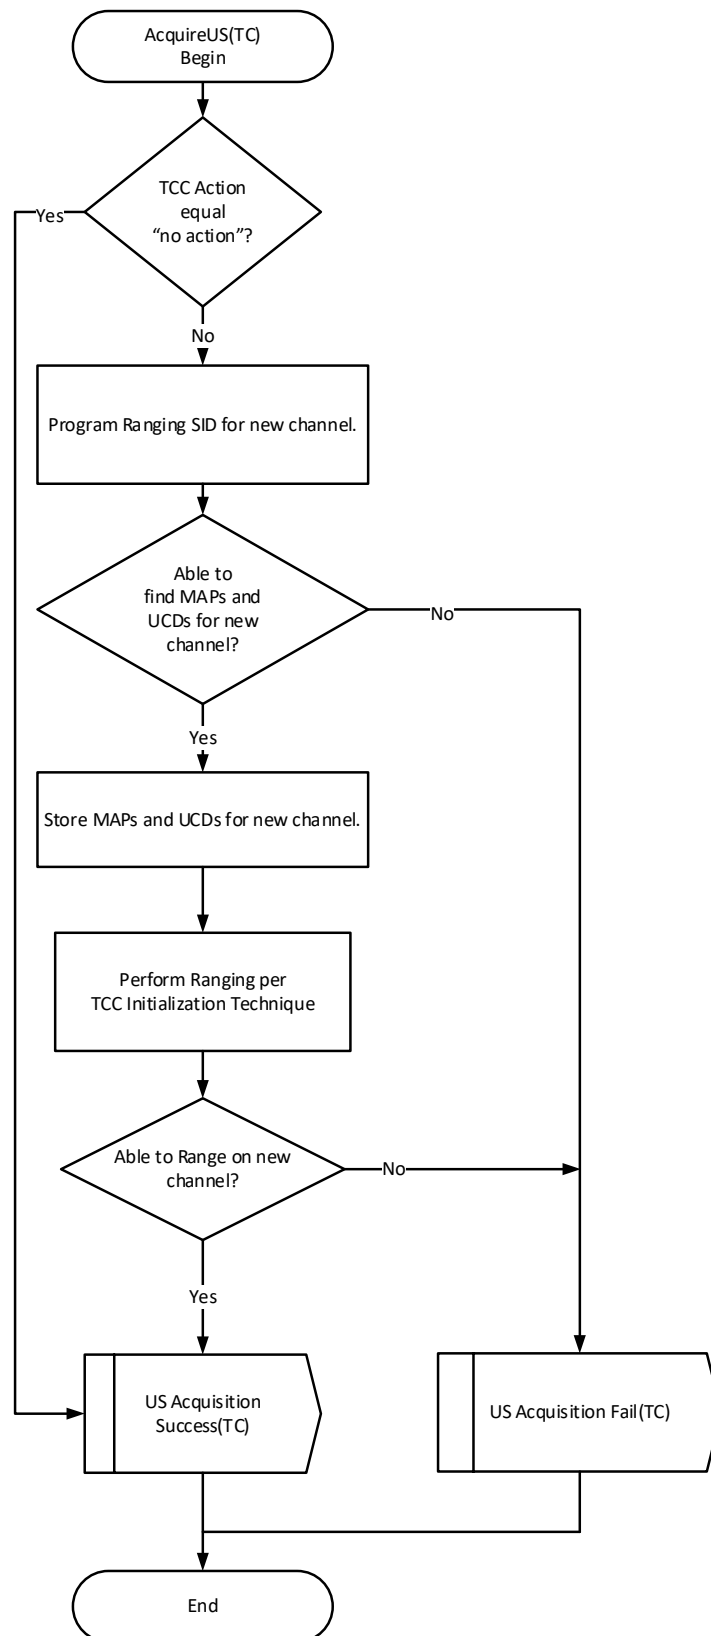 AcquireUS(TC)
Begin
TCC Action
equal
“no action”?
Yes
No
Program Ranging SID for new channel.
Able to
find MAPs and
UCDs for new
channel?
No
Yes
Store MAPs and UCDs for new channel.
Perform Ranging per
TCC Initialization Technique
Able to Range on new
channel?
No
Yes
US Acquisition
Success(TC)
US Acquisition Fail(TC)
End